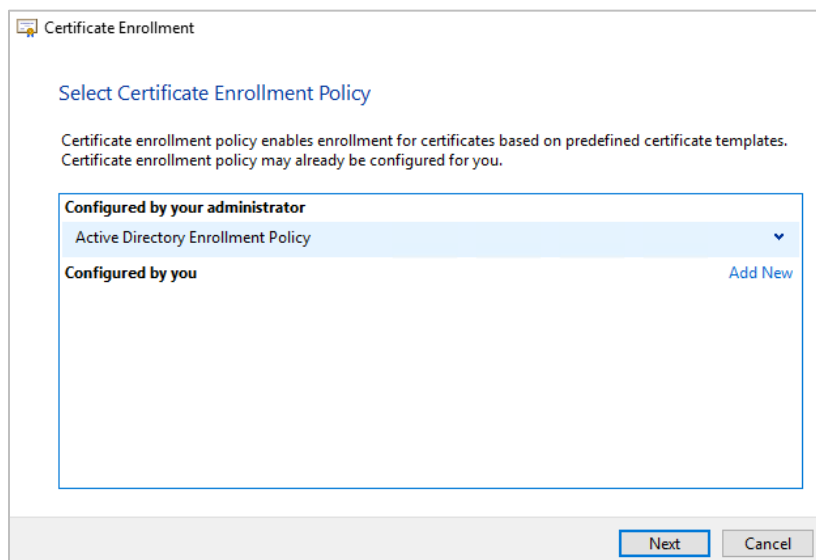 Certificate Enrollment
Select Certificate Enrollment Policy
Certificate enrollment policy enables enrollment for certificates based on predefined certificate templates.
Certificate enrollment policy may already be configured for you.
Configured by your administrator
Active Directory Enrollment Policy
Configured by you
Add New
Next
Cancel